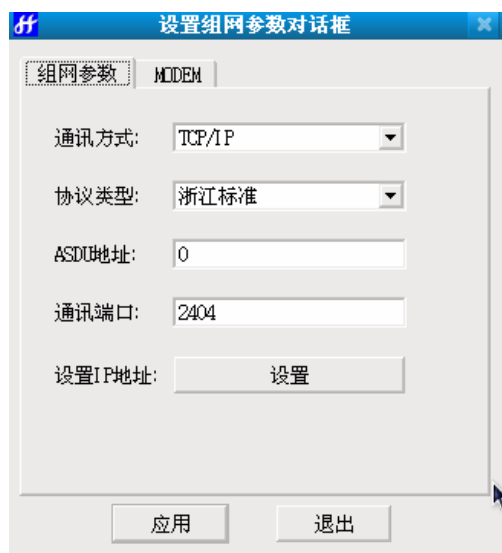 设置组网参数对话框
组网参数 MODEM
通讯方式: TCP/IP
协议类型: 浙江标准
ASDU地址: 0
通讯端口: 2404
设置IP地址: 设置
应用 退出